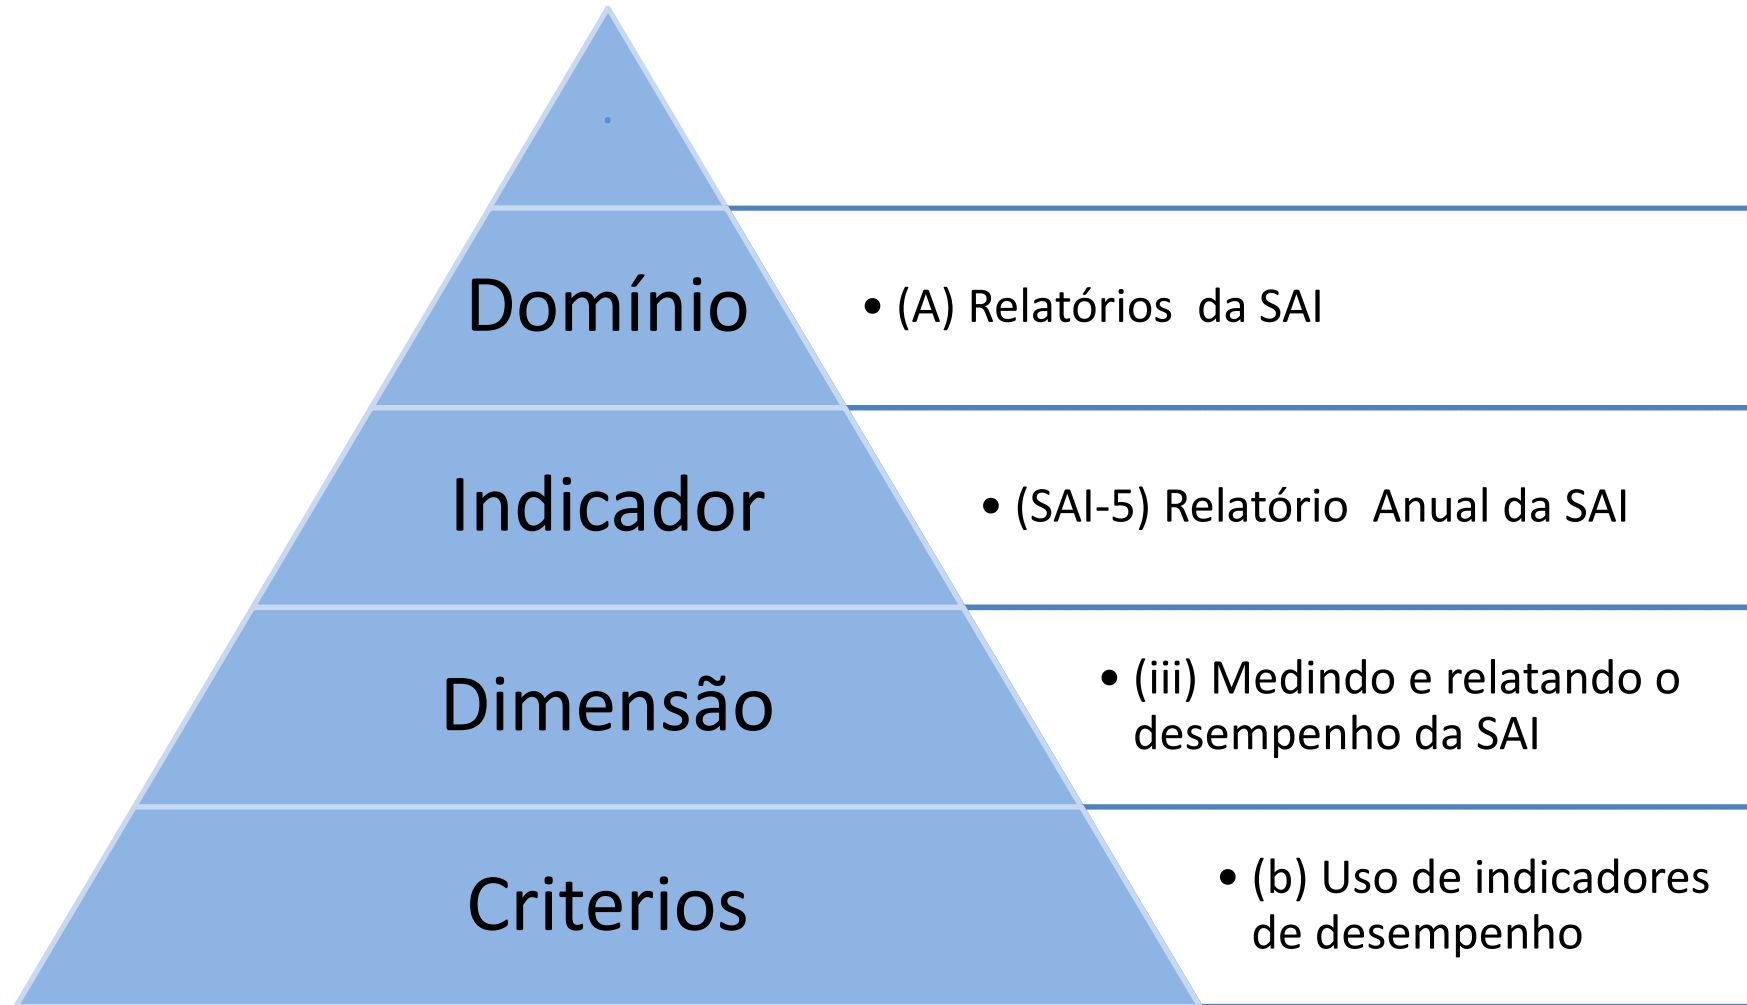 .
Domínio
• (A) Relatórios  da SAI
Indicador
• (SAI-5) Relatório  Anual da SAI
Dimensão
• (iii) Medindo e relatando o
desempenho da SAI
Criterios
• (b) Uso de indicadores
de desempenho